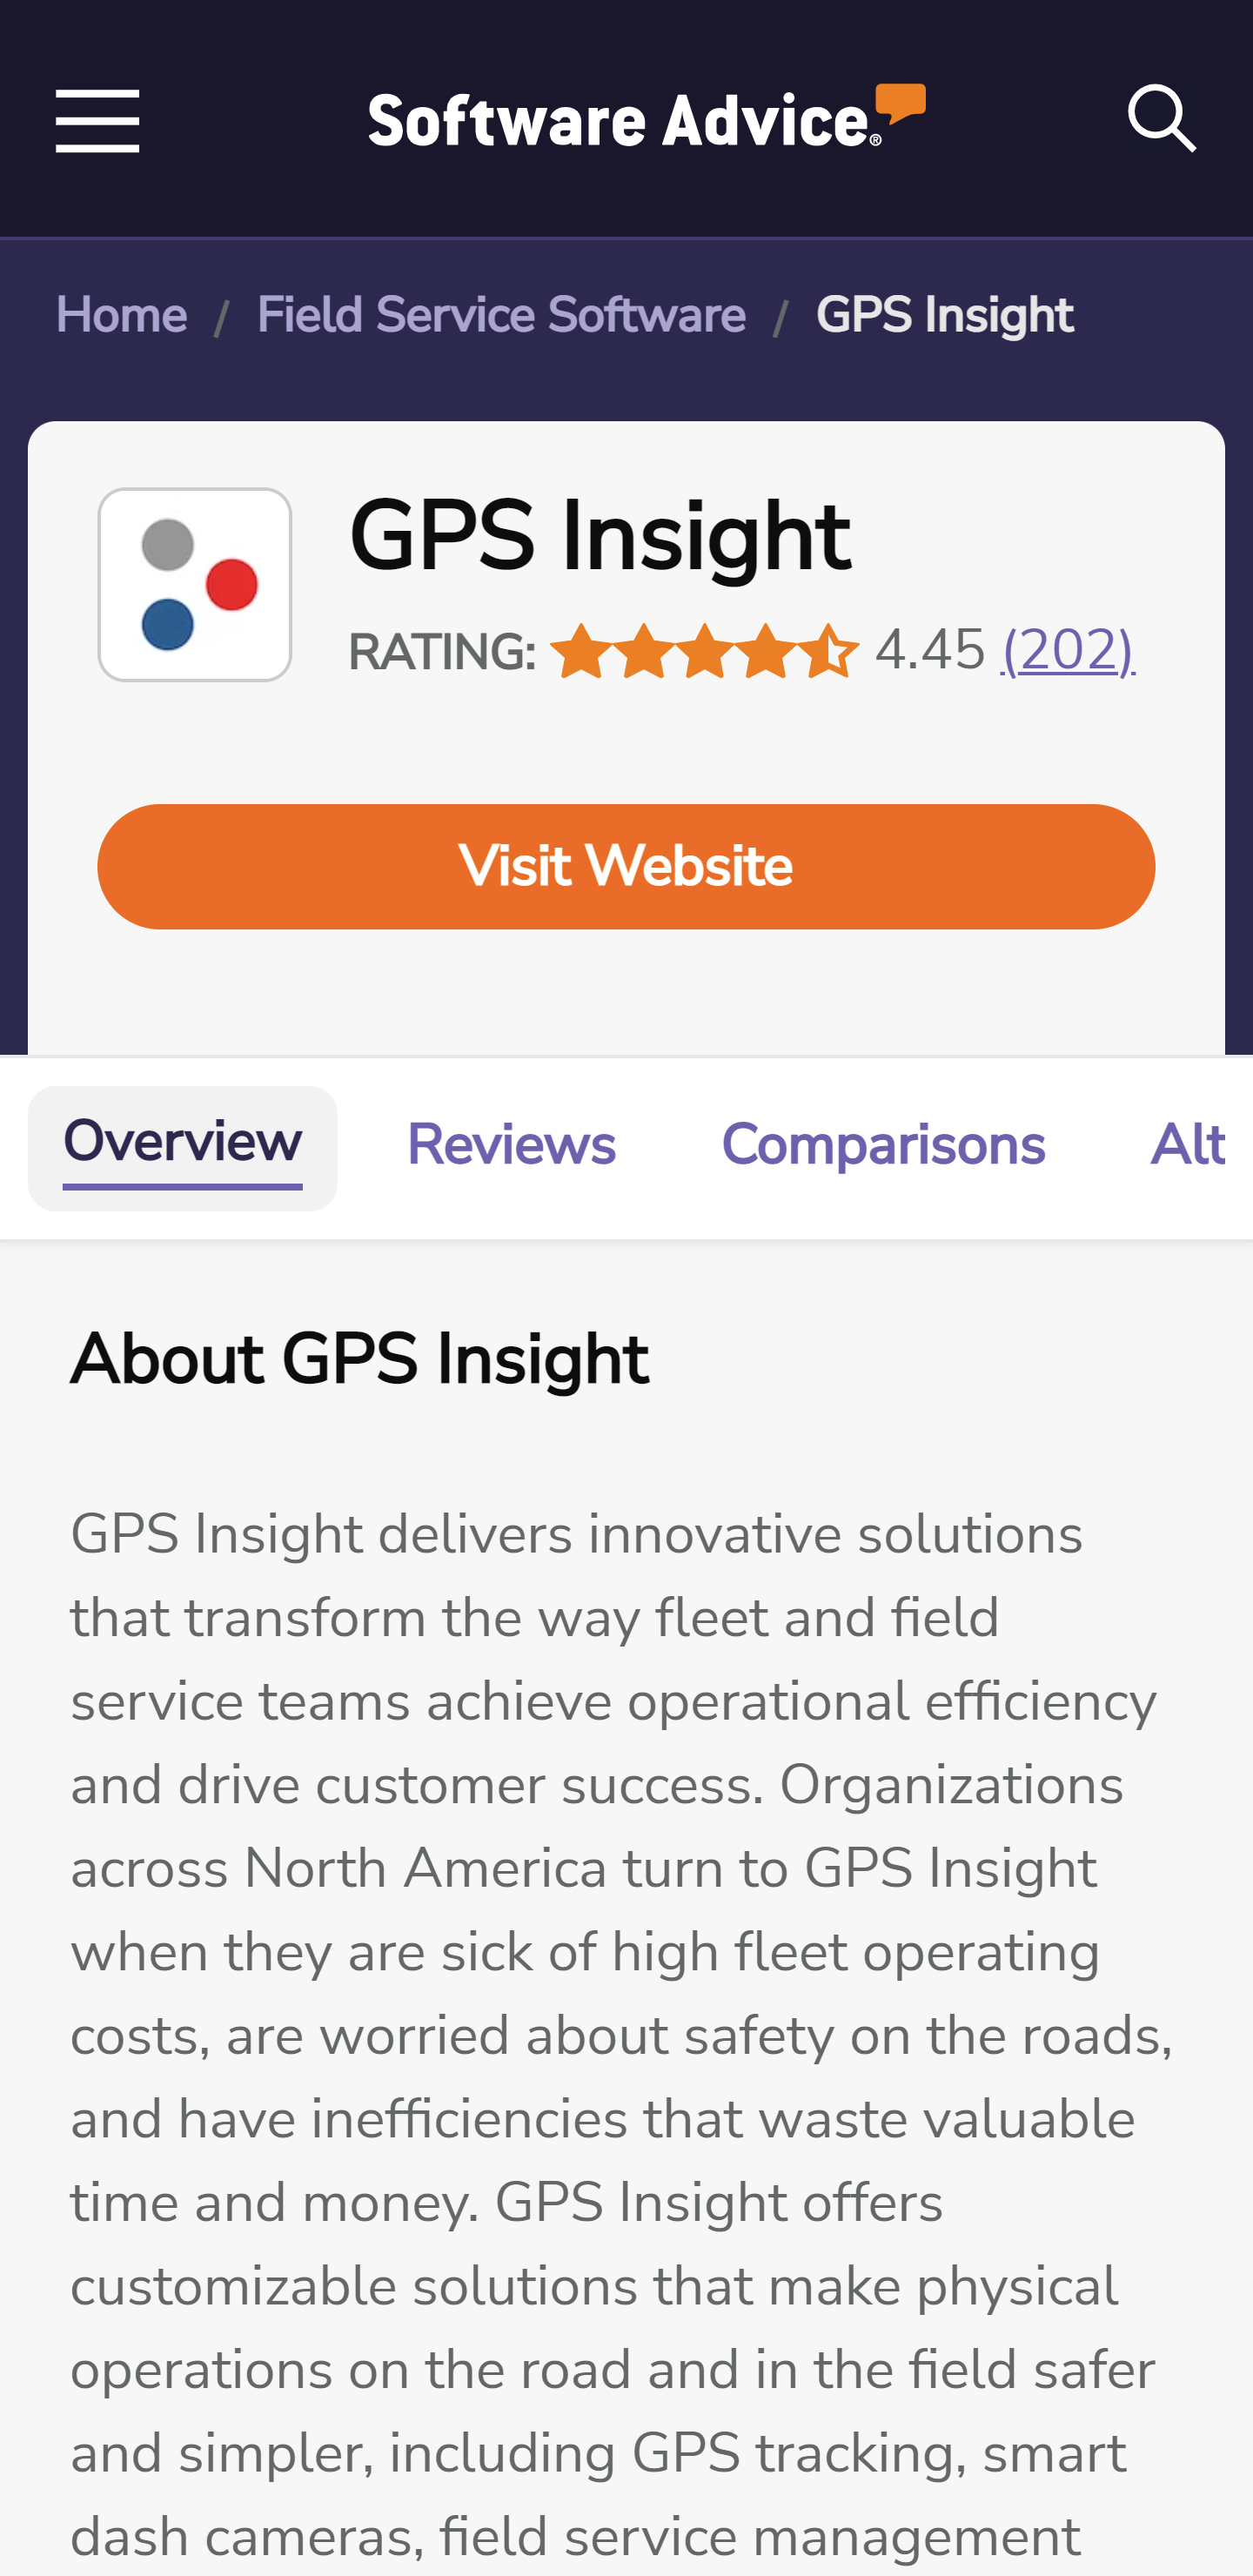 Software Advice®
Home / Field Service Software / GPS Insight
GPS Insight
RATING: 4.45 (202)
Visit Website
Overview Reviews Comparisons Alt
About GPS Insight
GPS Insight delivers innovative solutions
that transform the way fleet and field
service teams achieve operational efficiency
and drive customer success. Organizations
across North America turn to GPS Insight
when they are sick of high fleet operating
costs, are worried about safety on the roads,
and have inefficiencies that waste valuable
time and money. GPS Insight offers
customizable solutions that make physical
operations on the road and in the field safer
and simpler, including GPS tracking, smart
dash cameras, field service management